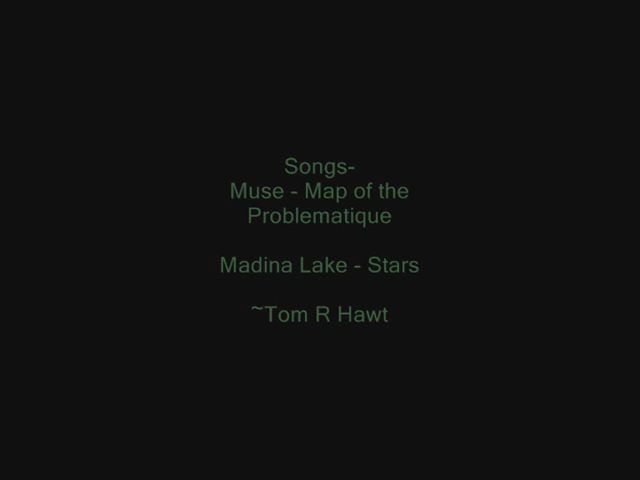 Songs-
Muse - Map of the
Problematique
Madina Lake - Stars
~Tom R Hawt